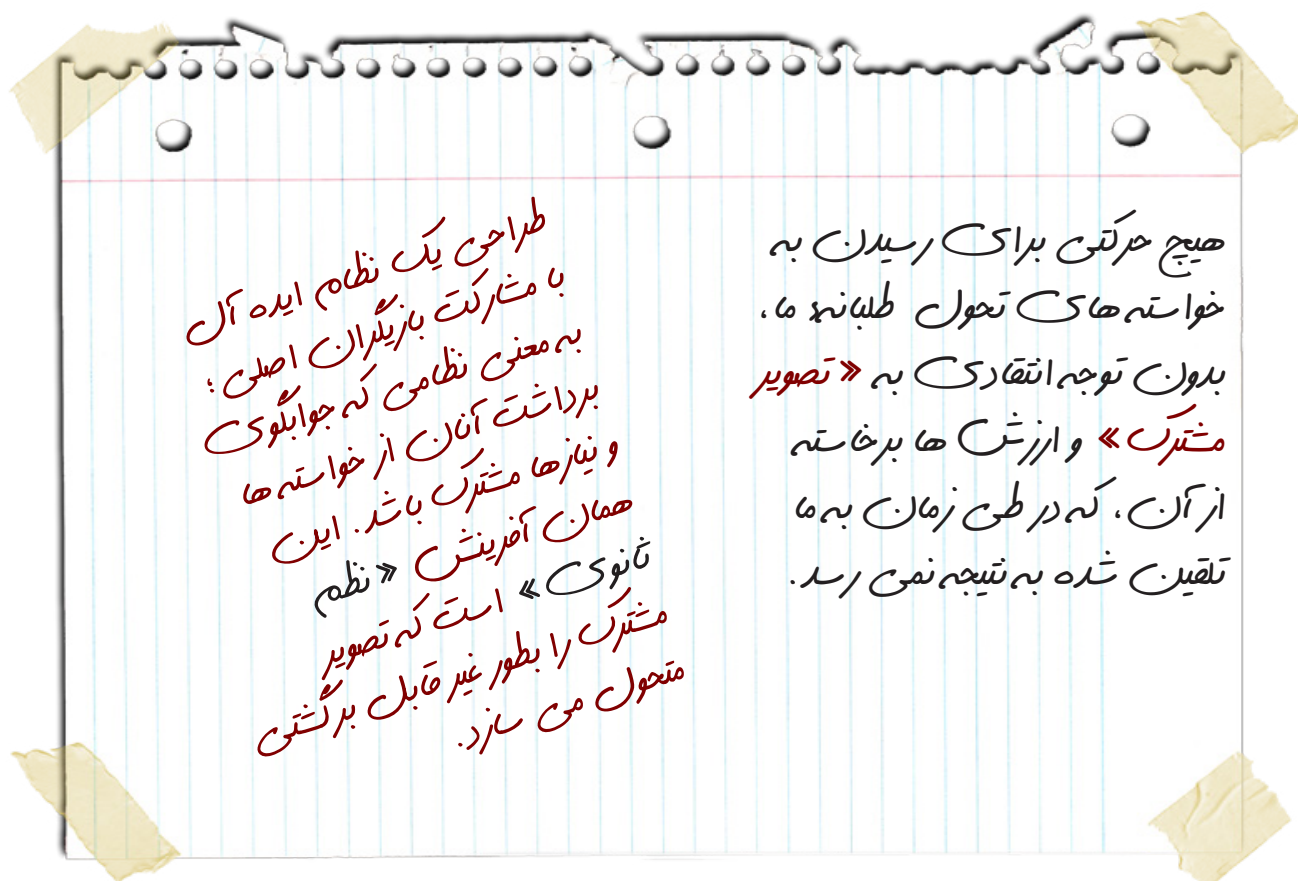 هیچ حرکتی برای رسیدن به
خواسته های تحول طلبانهٔ ما،
بدون توجه انتقادی به «تصویر
مشترک» و ارزش ها برخاسته
از آن، که در طی زمان به ما
تلقین شده به نتیجه نمی رسد.
طراحی یک نظام ایده آل
با مشارکت بازیگران اصلی؛
به معنی نظامی که جوابگوی
برداشت آنان از خواسته ها
و نیازها مشترک باشد. این
همان آفرینش «نظم
ثانوی» است که تصویر
مشترک را بطور غیر قابل برگشتی
متحول می سازد.